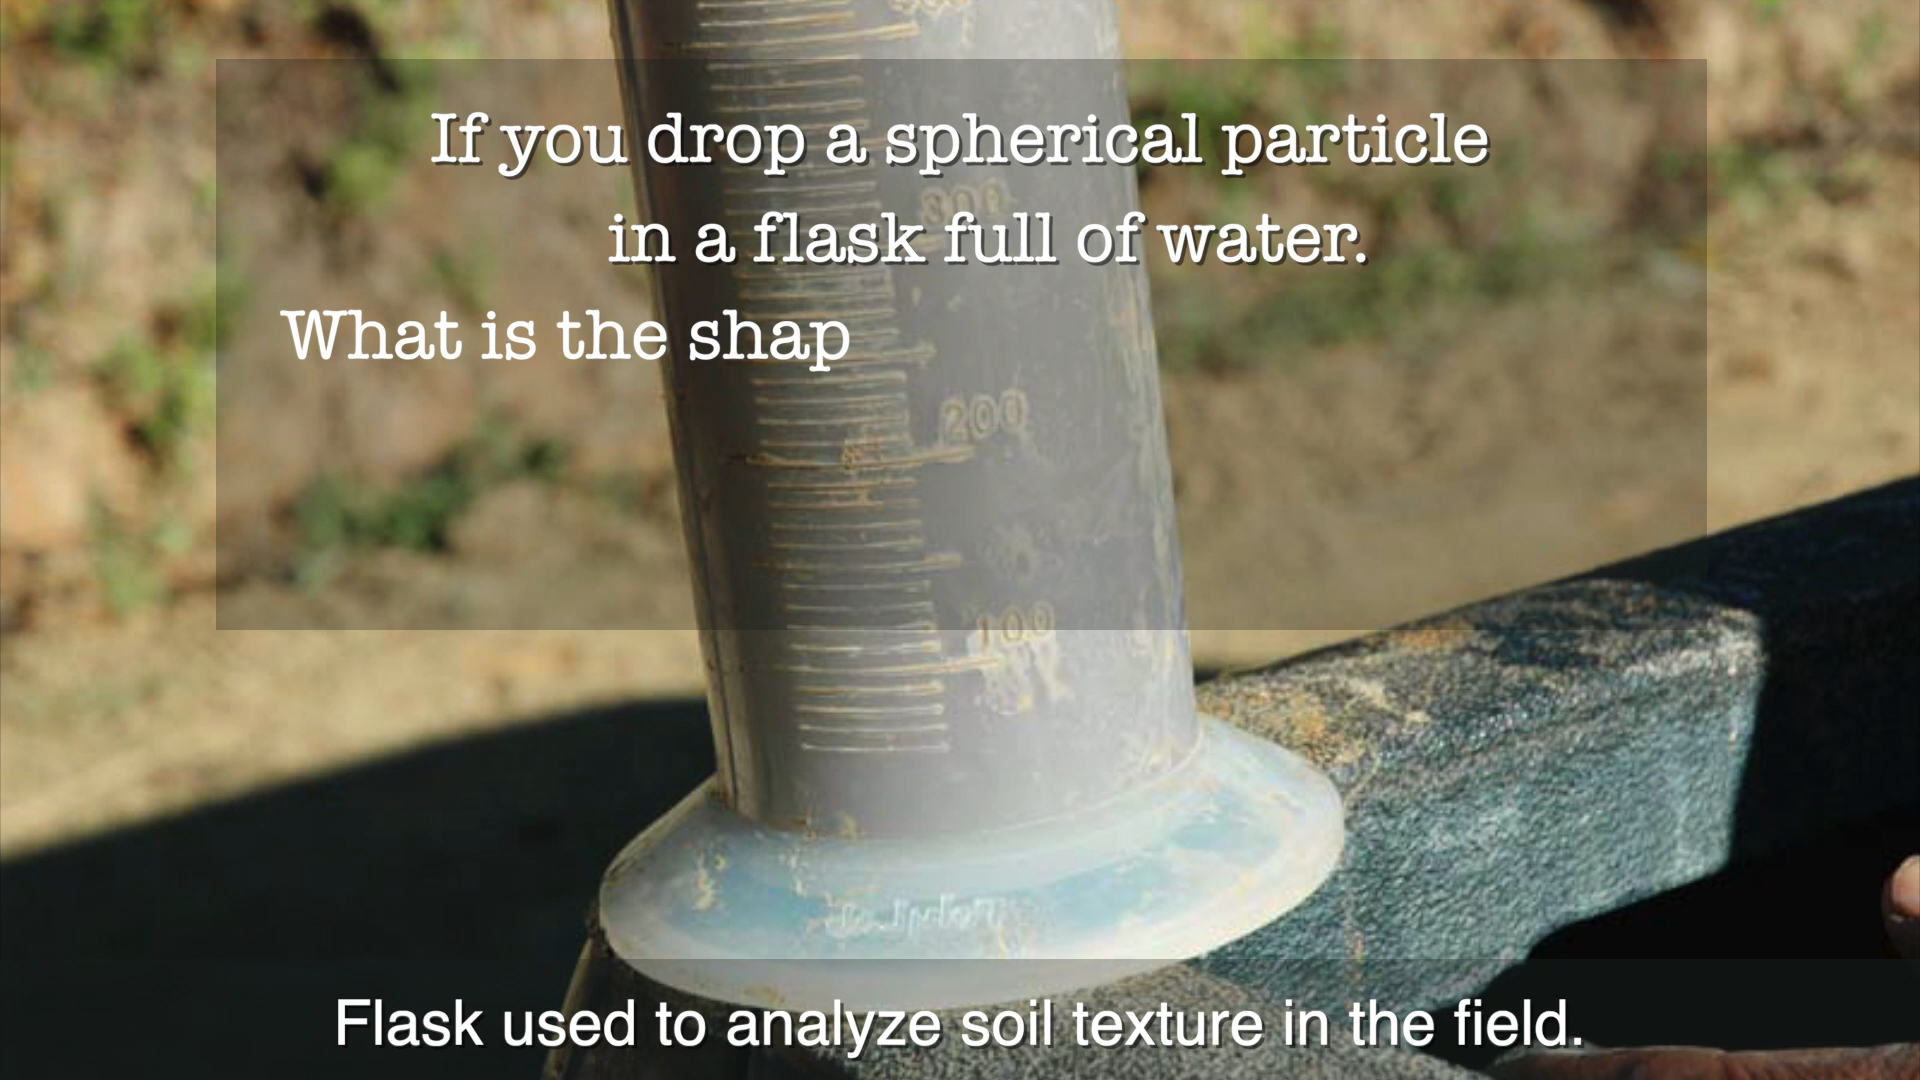 If you drop a spherical particle
in a flask full of water.
What is the shap
300
200
100
Flask used to analyze soil texture in the field.